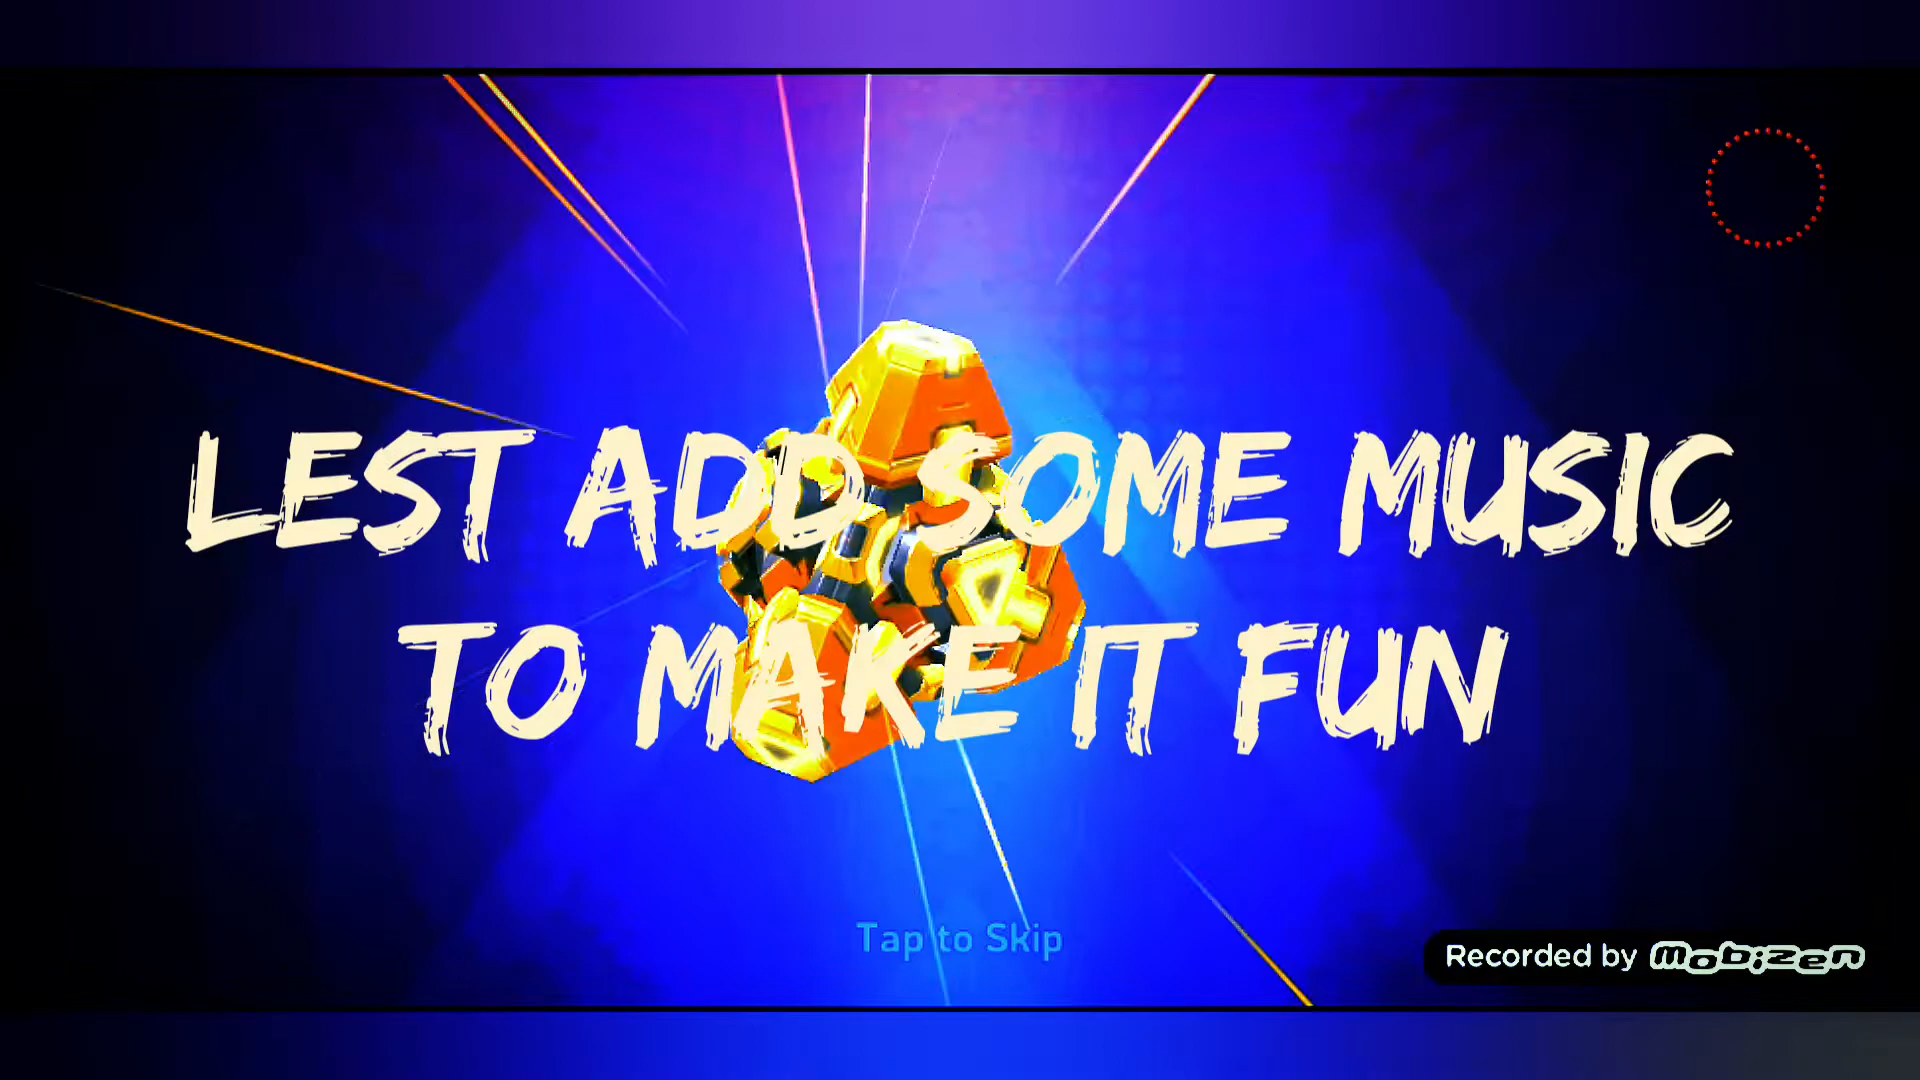 LEST ADD SOME MUSIC
TO MAKE IT FUN
Tap to Skip
Recorded by mobizen